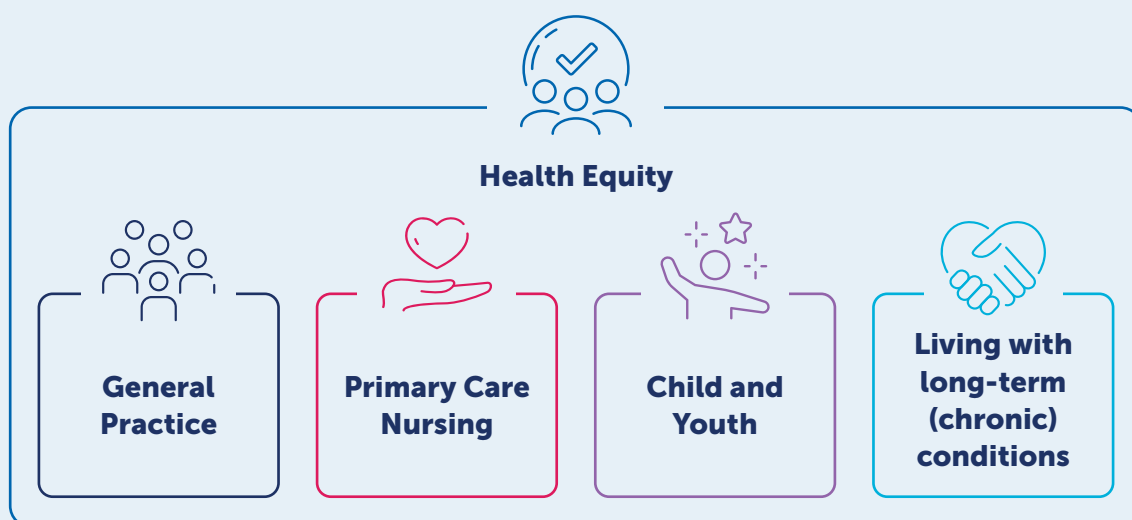 Health Equity
General
Practice
Primary Care
Nursing
Child and
Youth
Living with
long-term
(chronic)
conditions